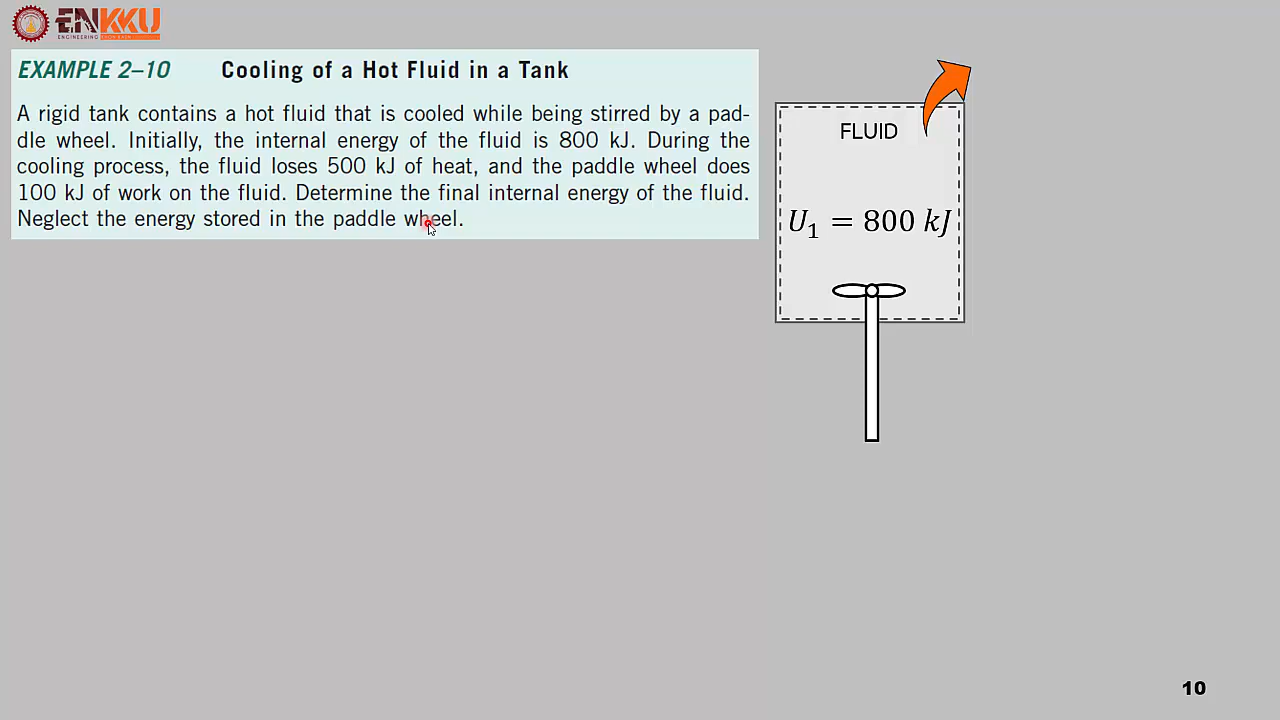 ENKKU
EXAMPLE 2–10 Cooling of a Hot Fluid in a Tank
A rigid tank contains a hot fluid that is cooled while being stirred by a pad-
dle wheel. Initially, the internal energy of the fluid is 800 kJ. During the
cooling process, the fluid loses 500 kJ of heat, and the paddle wheel does
100 kJ of work on the fluid. Determine the final internal energy of the fluid.
Neglect the energy stored in the paddle wheel.
FLUID
U₁ = 800 kJ
10